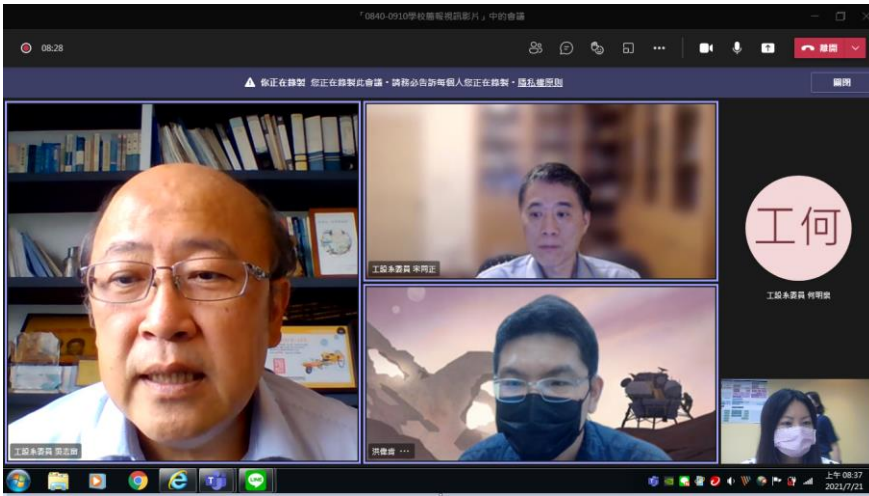 「0840-0910學校簡報視訊影片」中的會議
08:28
離開
你正在錄製 您正在錄製此會議。請務必告訴每個人您正在錄製。隱私權原則
關閉
工設系委員 宋同正
工何
工設系委員 何明泉
洪偉肯 ...
上午 08:37
2021/7/21